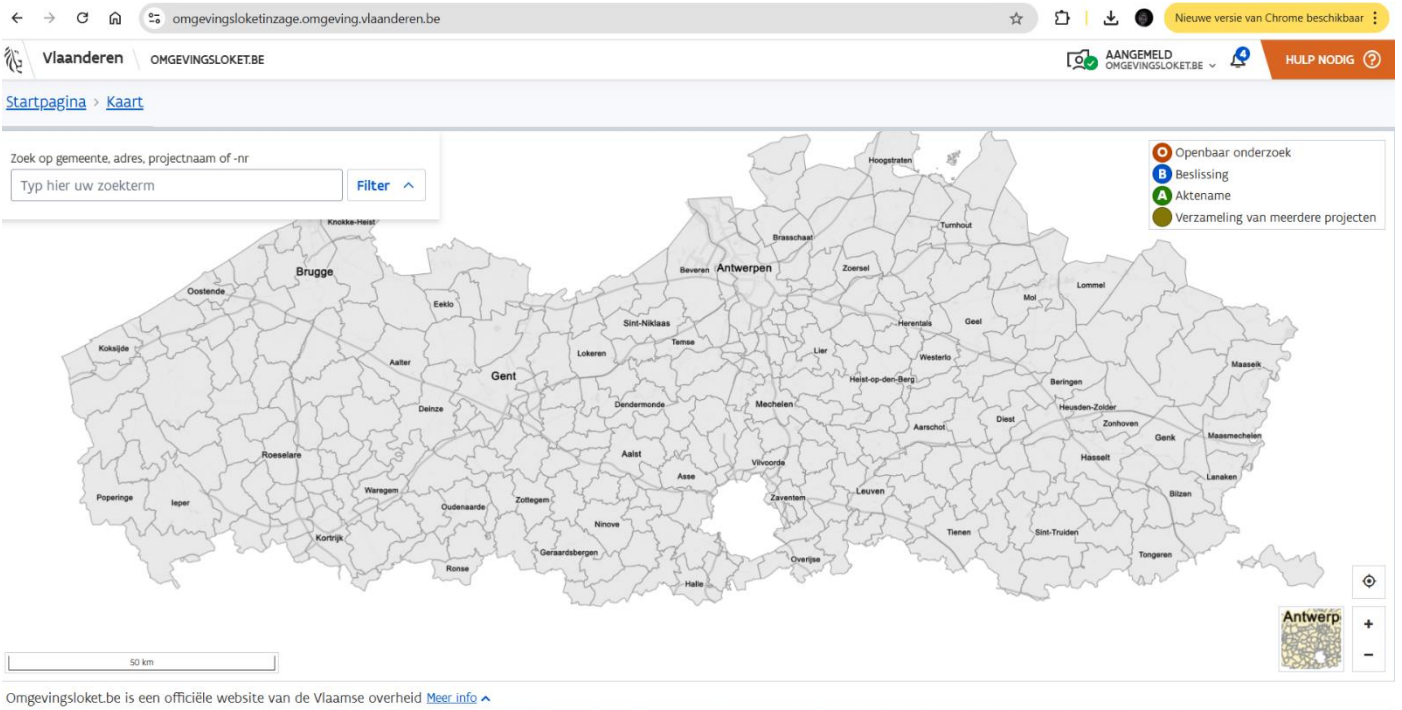 omgevingsloketinzage.omgeving.vlaanderen.be
Nieuwe versie van Chrome beschikbaar
Vlaanderen
OMGEVINGSLOKET.BE
AANGEMELD
OMGEVINGSLOKET.BE
4
HULP NODIG
Startpagina > Kaart
Zoek op gemeente, adres, projectnaam of -nr
Typ hier uw zoekterm
Filter
O Openbaar onderzoek
B Beslissing
A Aktename
Verzameling van meerdere projecten
Hoogstraten
Knokke-Heist
Turnhout
Brasschaat
Brugge
Beveren
Antwerpen
Zoersel
Oostende
Lommel
Eeklo
Mol
Sint-Niklaas
Herentals
Geel
Temse
Koksijde
Lokeren
Lier
Aalter
Westerlo
Maaseik
Gent
Heist-op-den-Berg
Beringen
Deinze
Dendermonde
Mechelen
Heusden-Zolder
Diest
Aarschot
Zonhoven
Genk
Maasmechelen
Roeselare
Aalst
Hasselt
Vilvoorde
Asse
Lanaken
Waregem
Leuven
Bilzen
Poperinge
Ieper
Oudenaarde
Zottegem
Zaventem
Ninove
Tienen
Sint-Truiden
Kortrijk
Geraardsbergen
Overijse
Tongeren
Ronse
Halle
Antwerp
+
−
50 km
Omgevingsloket.be is een officiële website van de Vlaamse overheid Meer info